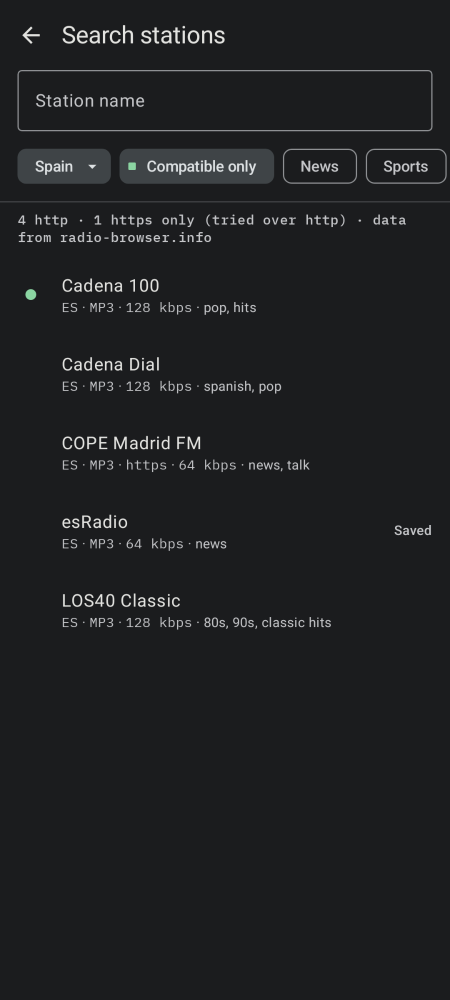 Search stations
Station name
Spain
Compatible only
News
Sports
4 http · 1 https only (tried over http) · data
from radio-browser.info
Cadena 100
ES · MP3 · 128 kbps · pop, hits
Cadena Dial
ES · MP3 · 128 kbps · spanish, pop
COPE Madrid FM
ES · MP3 · https · 64 kbps · news, talk
esRadio
ES · MP3 · 64 kbps · news
Saved
LOS40 Classic
ES · MP3 · 128 kbps · 80s, 90s, classic hits